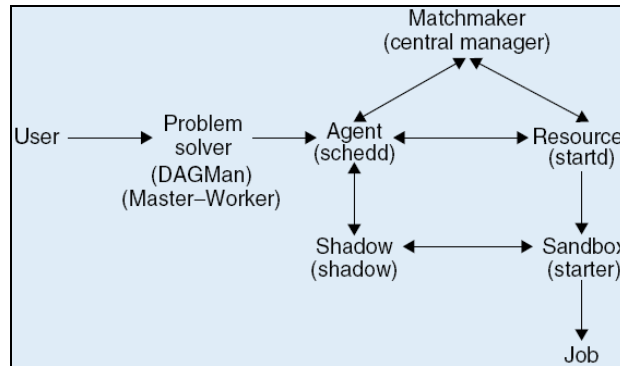 Matchmaker
(central manager)
User
Problem
solver
(DAGMan)
(Master–Worker)
Agent
(schedd)
Resource
(startd)
Shadow
(shadow)
Sandbox
(starter)
Job